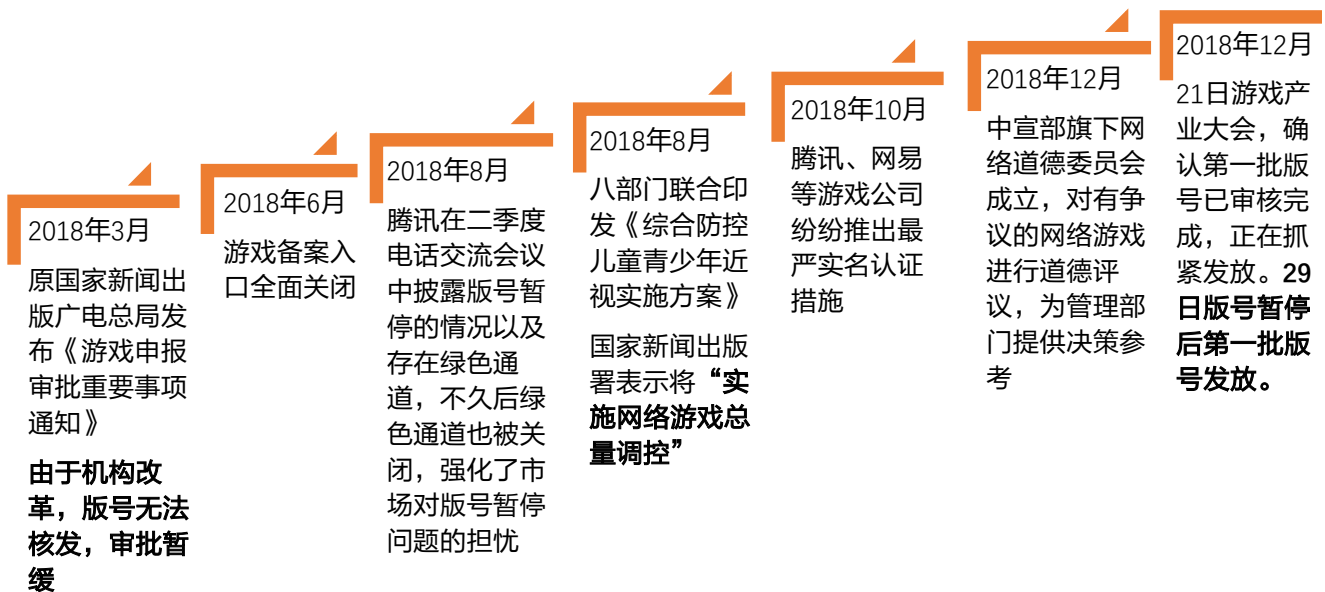 2018年3月
原国家新闻出
版广电总局发
布《游戏申报
审批重要事项
通知》
由于机构改
革，版号无法
核发，审批暂
缓
2018年6月
游戏备案入
口全面关闭
2018年8月
腾讯在二季度
电话交流会议
中披露版号暂
停的情况以及
存在绿色通
道，不久后绿
色通道也被关
闭，强化了市
场对版号暂停
问题的担忧
2018年8月
八部门联合印
发《综合防控
儿童青少年近
视实施方案》
国家新闻出版
署表示将“实
施网络游戏总
量调控”
2018年10月
腾讯、网易
等游戏公司
纷纷推出最
严实名认证
措施
2018年12月
中宣部旗下网
络道德委员会
成立，对有争
议的网络游戏
进行道德评
议，为管理部
门提供决策参
考
2018年12月
21日游戏产
业大会，确
认第一批版
号已审核完
成，正在抓
紧发放。29
日版号暂停
后第一批版
号发放。